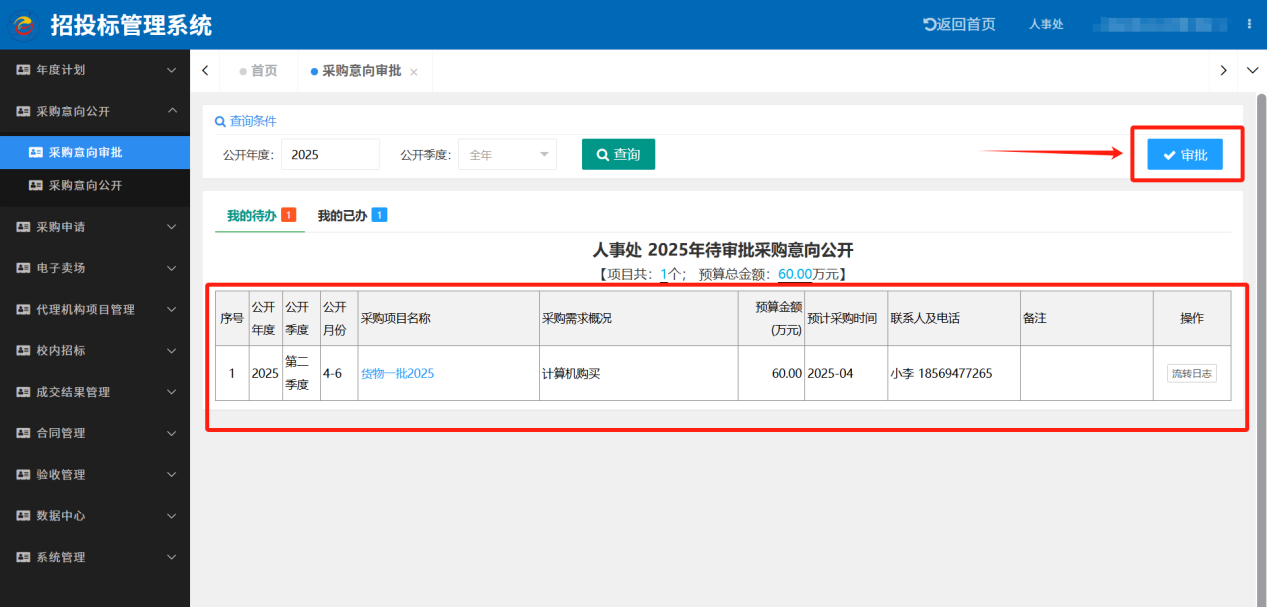 招投标管理系统
返回首页
人事处
年度计划
采购意向公开
采购意向审批
采购意向公开
采购申请
电子卖场
代理机构项目管理
校内招标
成交结果管理
合同管理
验收管理
数据中心
系统管理
首页
采购意向审批
查询条件
公开年度: 2025 公开季度: 全年 查询 审批
我的待办 1 我的已办 1
人事处 2025年待审批采购意向公开
【项目共: 1个; 预算总金额: 60.00万元】
序号 公开年度 公开季度 公开月份 采购项目名称 采购需求概况 预算金额(万元) 预计采购时间 联系人及电话 备注 操作
1 2025 第二季度 4-6 货物一批2025 计算机购买 60.00 2025-04 小李 18569477265 流转日志